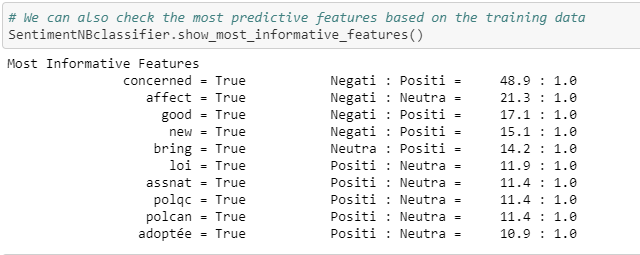 # We can also check the most predictive features based on the training data
SentimentNBclassifier.show_most_informative_features()
Most Informative Features
concerned = True Negati : Positi = 48.9 : 1.0
affect = True Negati : Neutra = 21.3 : 1.0
good = True Negati : Positi = 17.1 : 1.0
new = True Negati : Positi = 15.1 : 1.0
bring = True Neutra : Positi = 14.2 : 1.0
loi = True Positi : Neutra = 11.9 : 1.0
assnat = True Positi : Neutra = 11.4 : 1.0
polqc = True Positi : Neutra = 11.4 : 1.0
polcan = True Positi : Neutra = 11.4 : 1.0
adoptée = True Positi : Neutra = 10.9 : 1.0